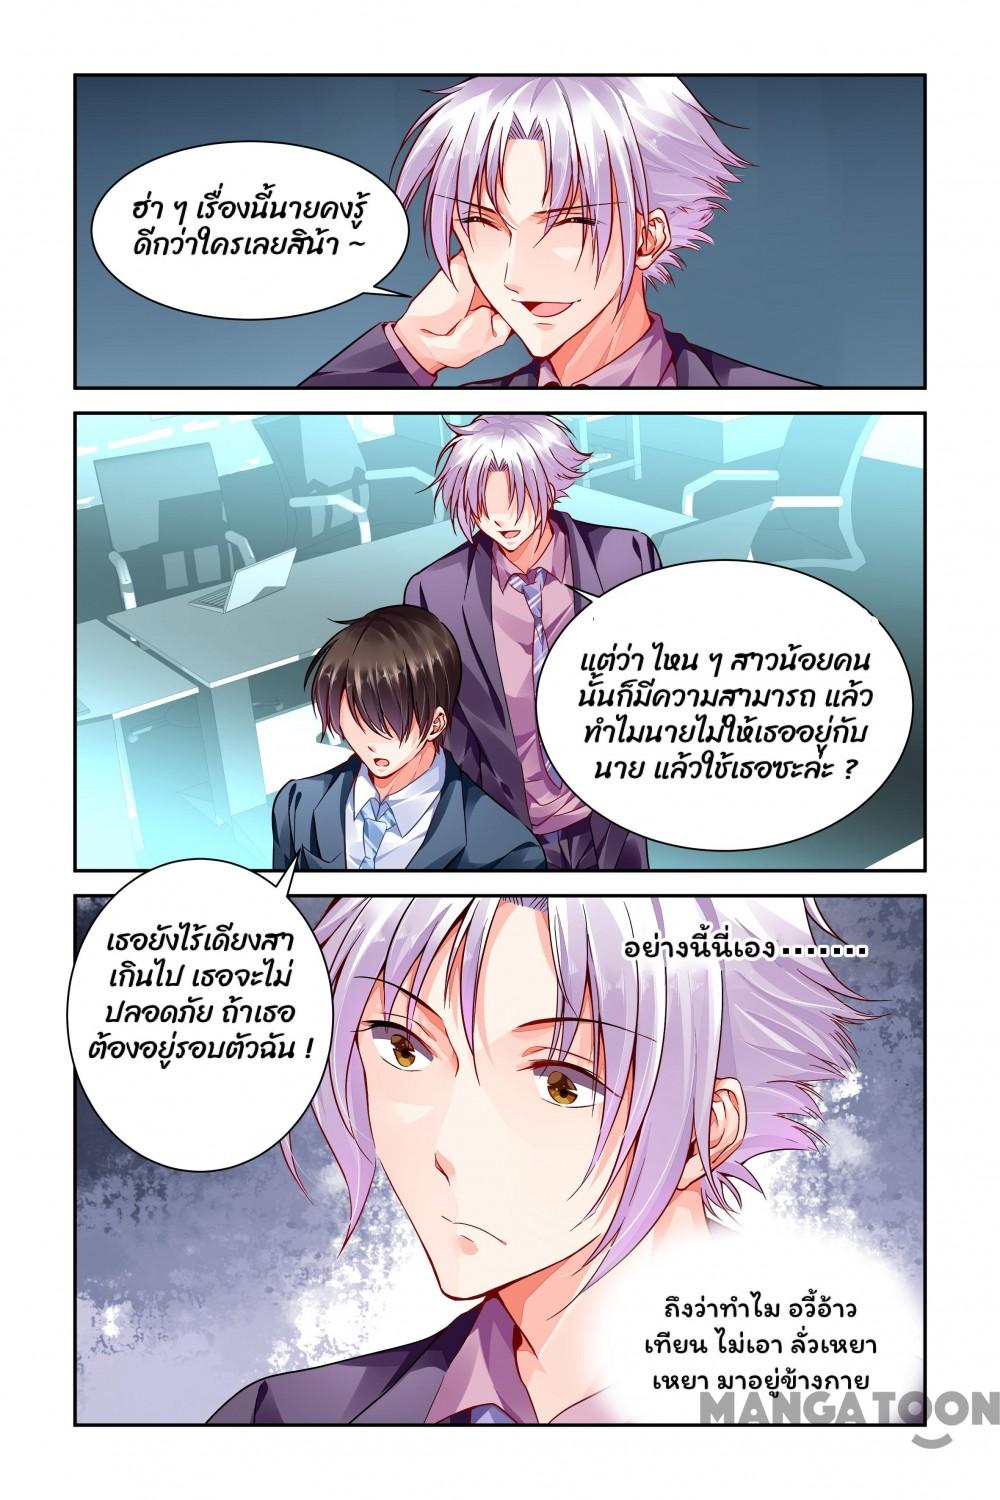 ฮ่า ๆ เรื่องนี้นายคงรู้
ดีกว่าใครเลยสิน้า ~
แต่ว่า ไหน ๆ สาวน้อยคน
นั้นก็มีความสามารถ แล้ว
ทำไมนายไม่ให้เธออยู่กับ
นาย แล้วใช้เธอซะล่ะ ?
เธอยังไร้เดียงสา
เกินไป เธอจะไม่
ปลอดภัย ถ้าเธอ
ต้องอยู่รอบตัวฉัน !
อย่างนี้นี่เอง.......
ถึงว่าทำไม อวี้อ้าว
เทียน ไม่เอา ลั่วเหยา
เหยา มาอยู่ข้างกาย
MANGATOON